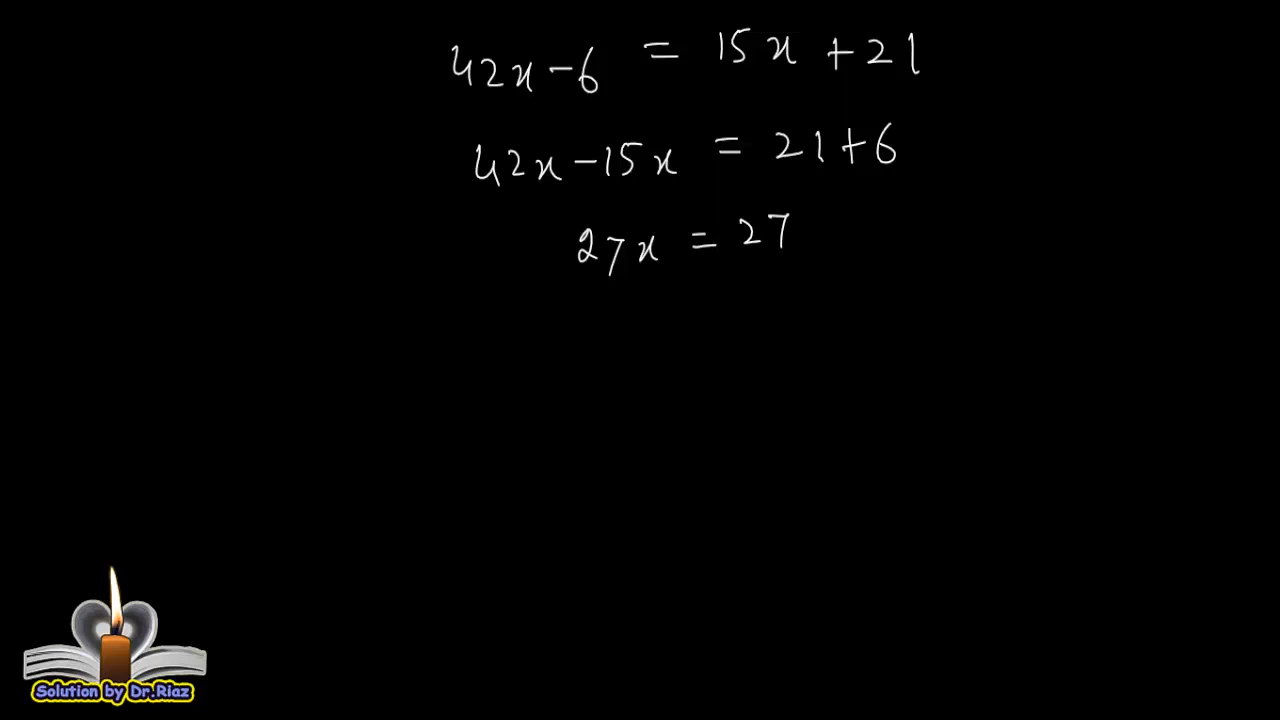 42x - 6 = 15x + 21
42x - 15x = 21 + 6
27x = 27
Solution by Dr.Riaz